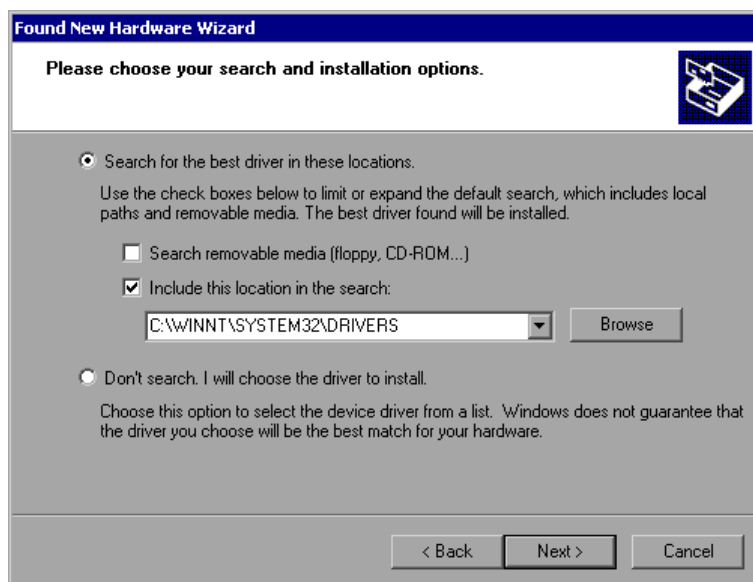 Found New Hardware Wizard
Please choose your search and installation options.
Search for the best driver in these locations.
Use the check boxes below to limit or expand the default search, which includes local
paths and removable media. The best driver found will be installed.
Search removable media (floppy, CD-ROM...)
Include this location in the search:
C:\WINNT\SYSTEM32\DRIVERS
Browse
Don't search. I will choose the driver to install.
Choose this option to select the device driver from a list.  Windows does not guarantee that
the driver you choose will be the best match for your hardware.
< Back
Next >
Cancel